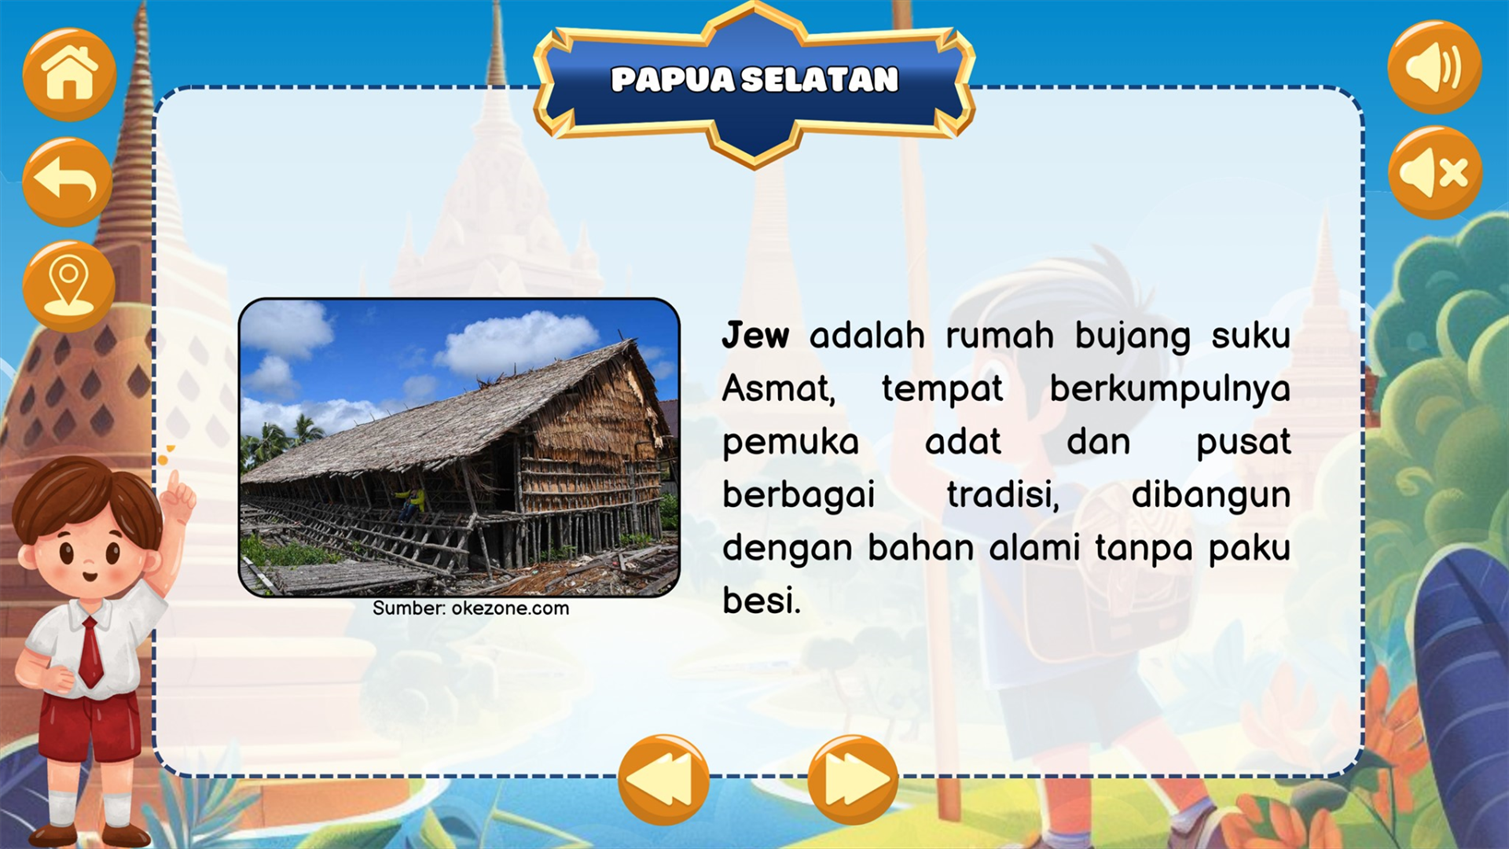 PAPUA SELATAN
Jew adalah rumah bujang suku
Asmat, tempat berkumpulnya
pemuka adat dan pusat
berbagai tradisi, dibangun
dengan bahan alami tanpa paku
besi.
Sumber: okezone.com